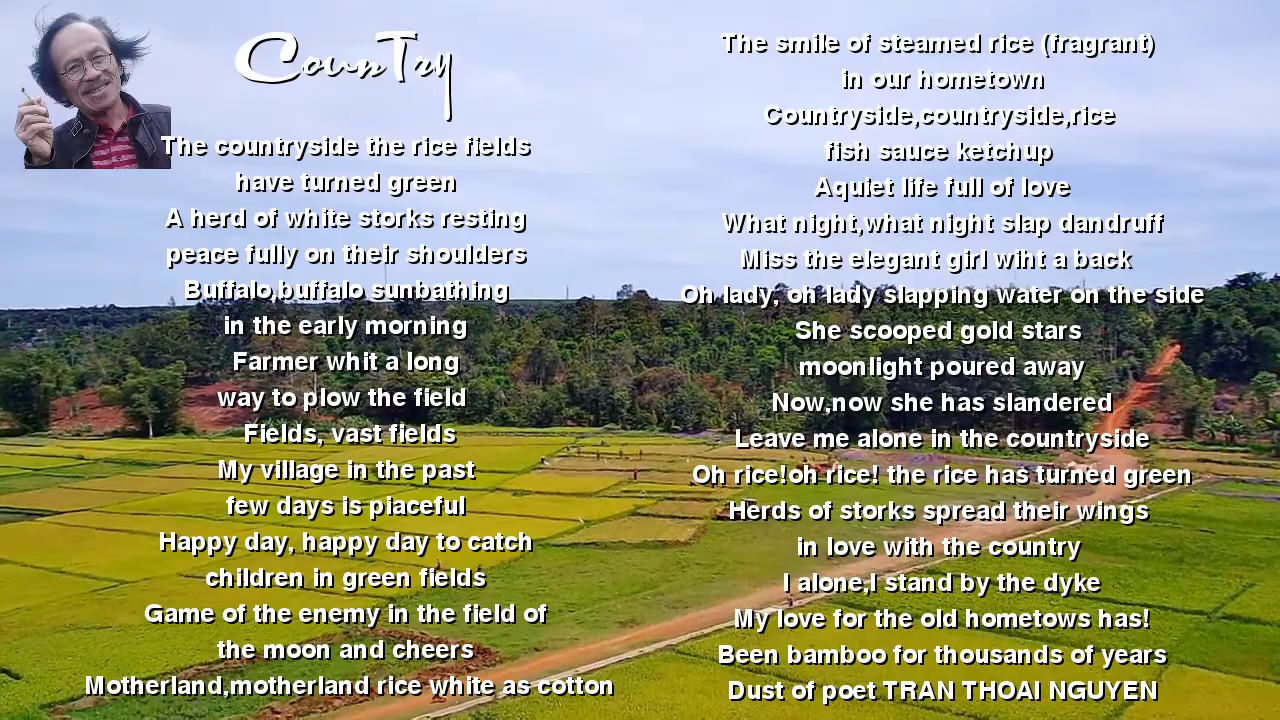 CounTry
The countryside the rice fields
have turned green
A herd of white storks resting
peace fully on their shoulders
Buffalo,buffalo sunbathing
in the early morning
Farmer whit a long
way to plow the field
Fields, vast fields
My village in the past
few days is piaceful
Happy day, happy day to catch
children in green fields
Game of the enemy in the field of
the moon and cheers
Motherland,motherland rice white as cotton
The smile of steamed rice (fragrant)
in our hometown
Countryside,countryside,rice
fish sauce ketchup
Aquiet life full of love
What night,what night slap dandruff
Miss the elegant girl wiht a back
Oh lady, oh lady slapping water on the side
She scooped gold stars
moonlight poured away
Now,now she has slandered
Leave me alone in the countryside
Oh rice!oh rice! the rice has turned green
Herds of storks spread their wings
in love with the country
I alone,I stand by the dyke
My love for the old hometows has!
Been bamboo for thousands of years
Dust of poet TRAN THOAI NGUYEN